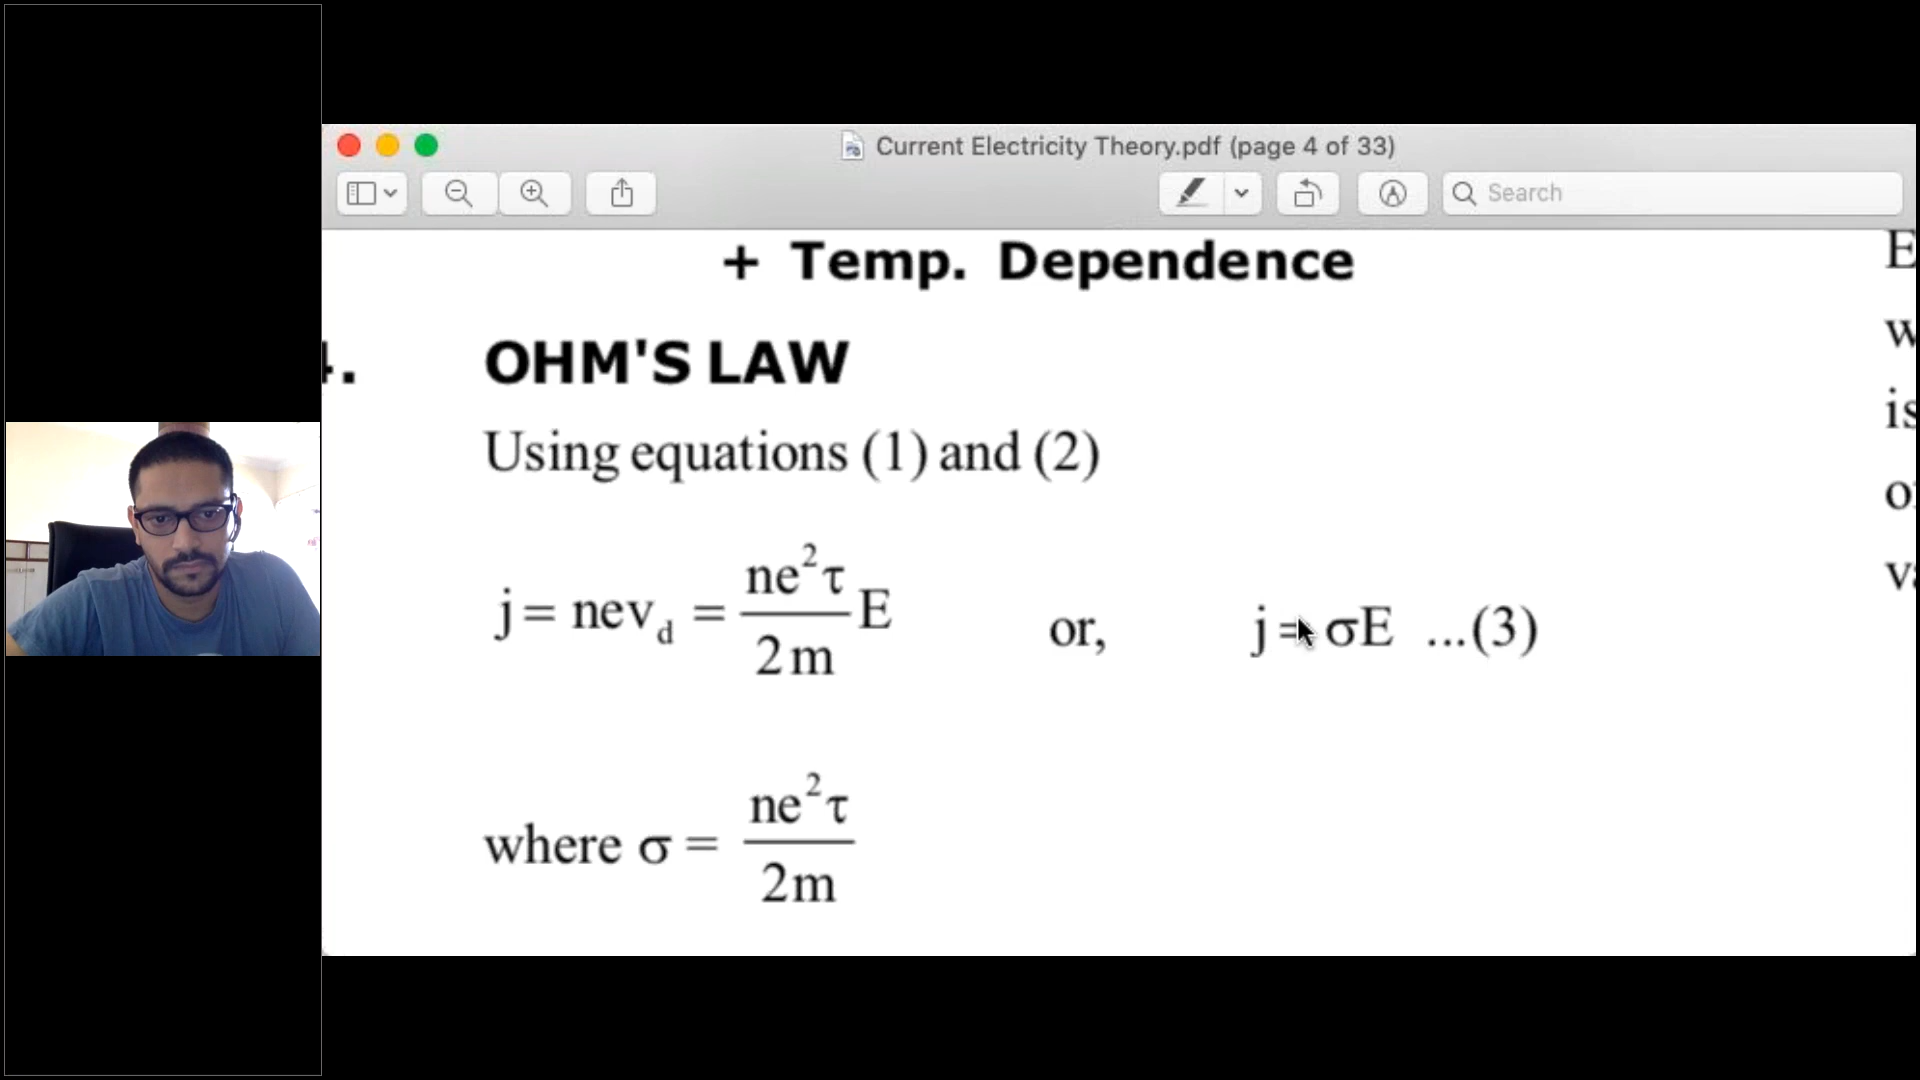 Current Electricity Theory.pdf (page 4 of 33)
Search
+ Temp. Dependence
4. OHM'S LAW
Using equations (1) and (2)
j = nev_d = ne²τ/2m E or, j = σE ...(3)
where σ = ne²τ/2m